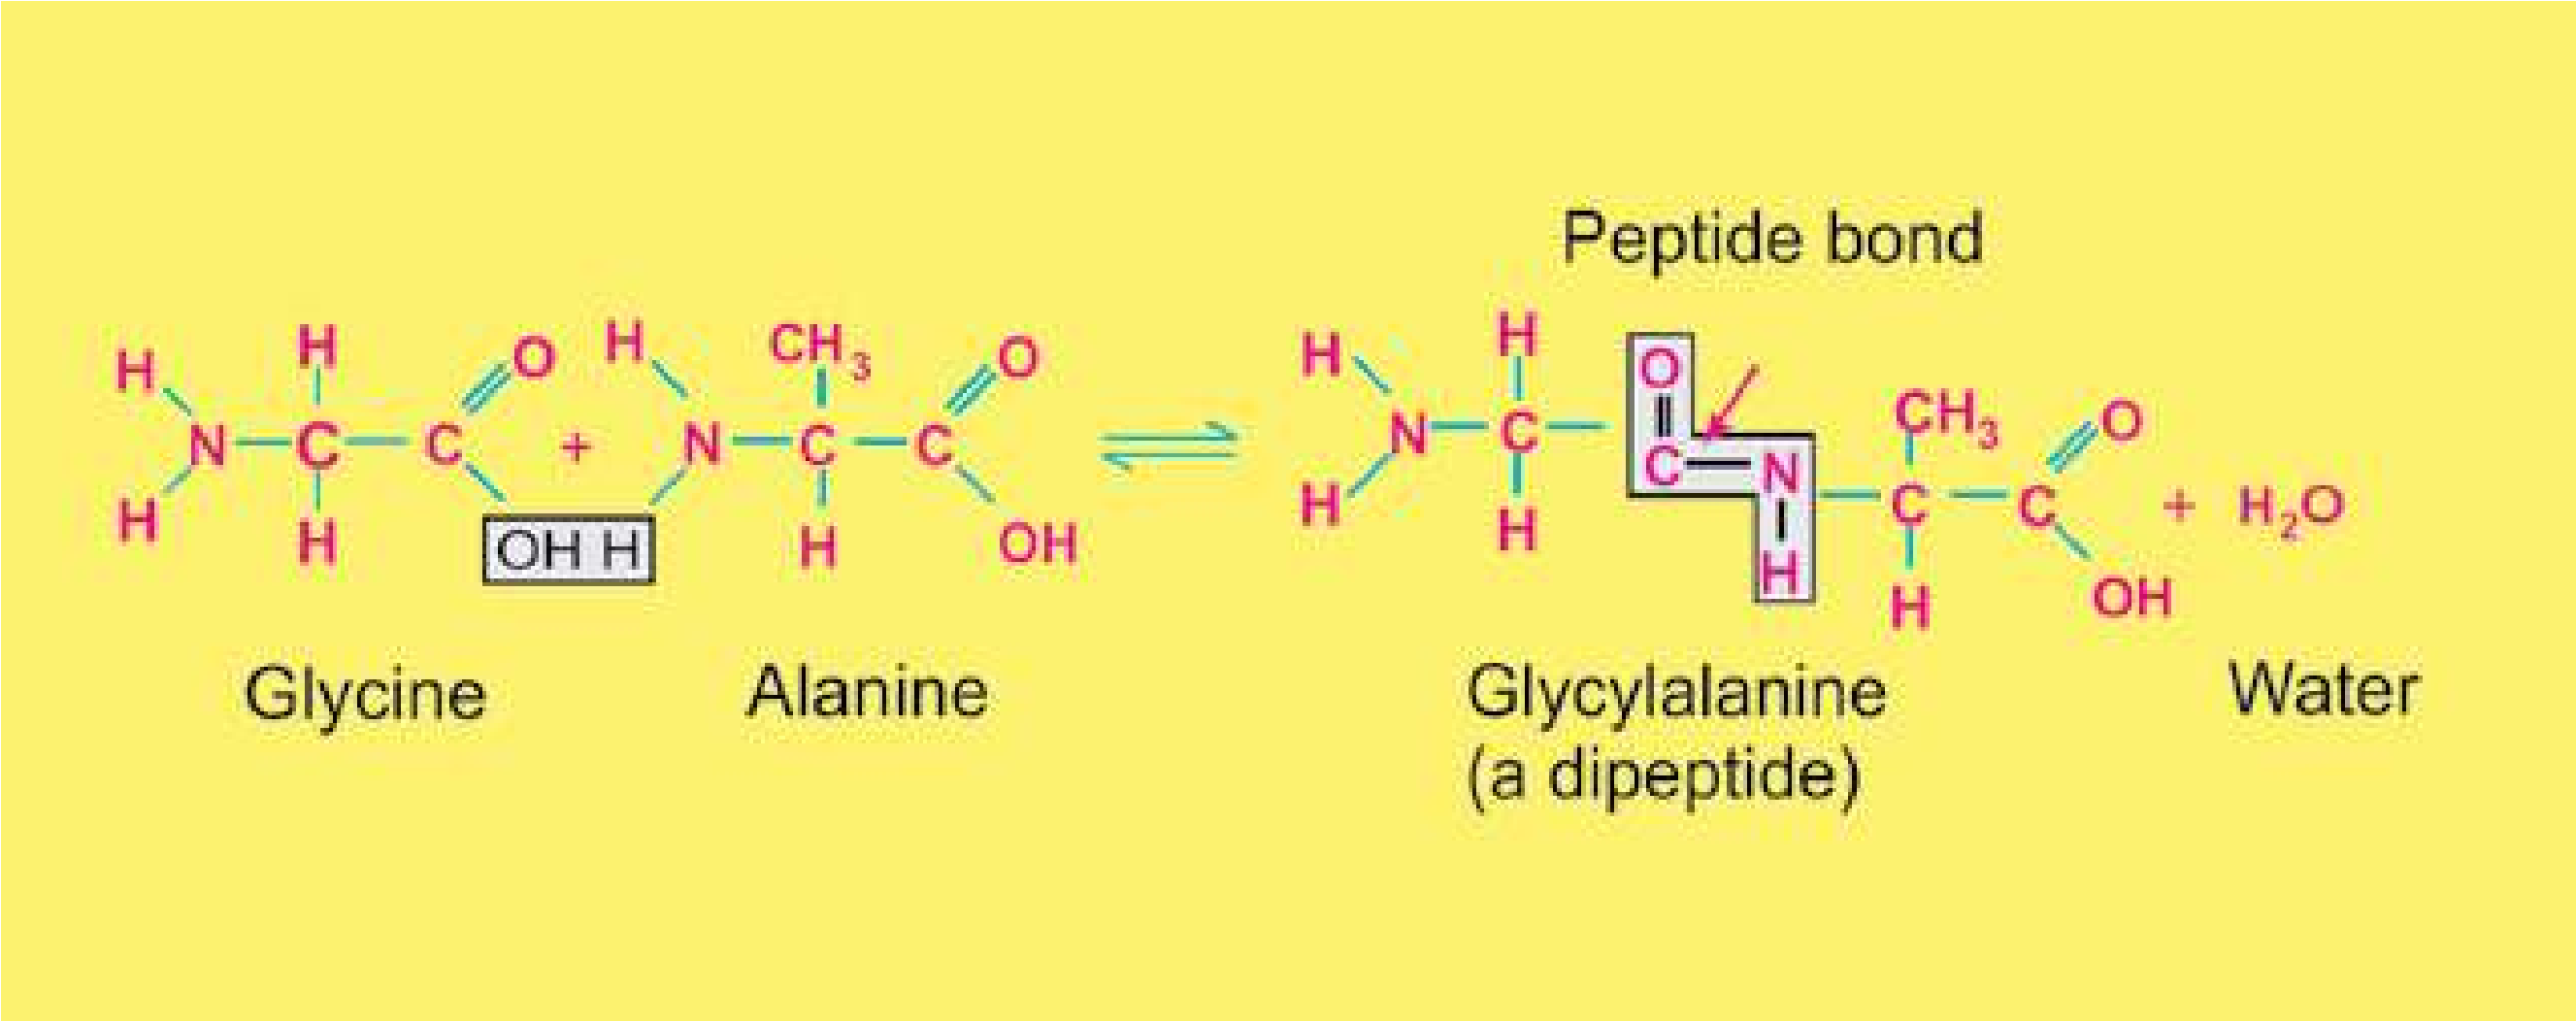 Peptide bond
H H O H CH₃ O H H O CH₃ O
N C C + N C C N C C N C C + H₂O
H H OH H H OH H H H H OH
Glycine Alanine Glycylalanine Water
(a dipeptide)